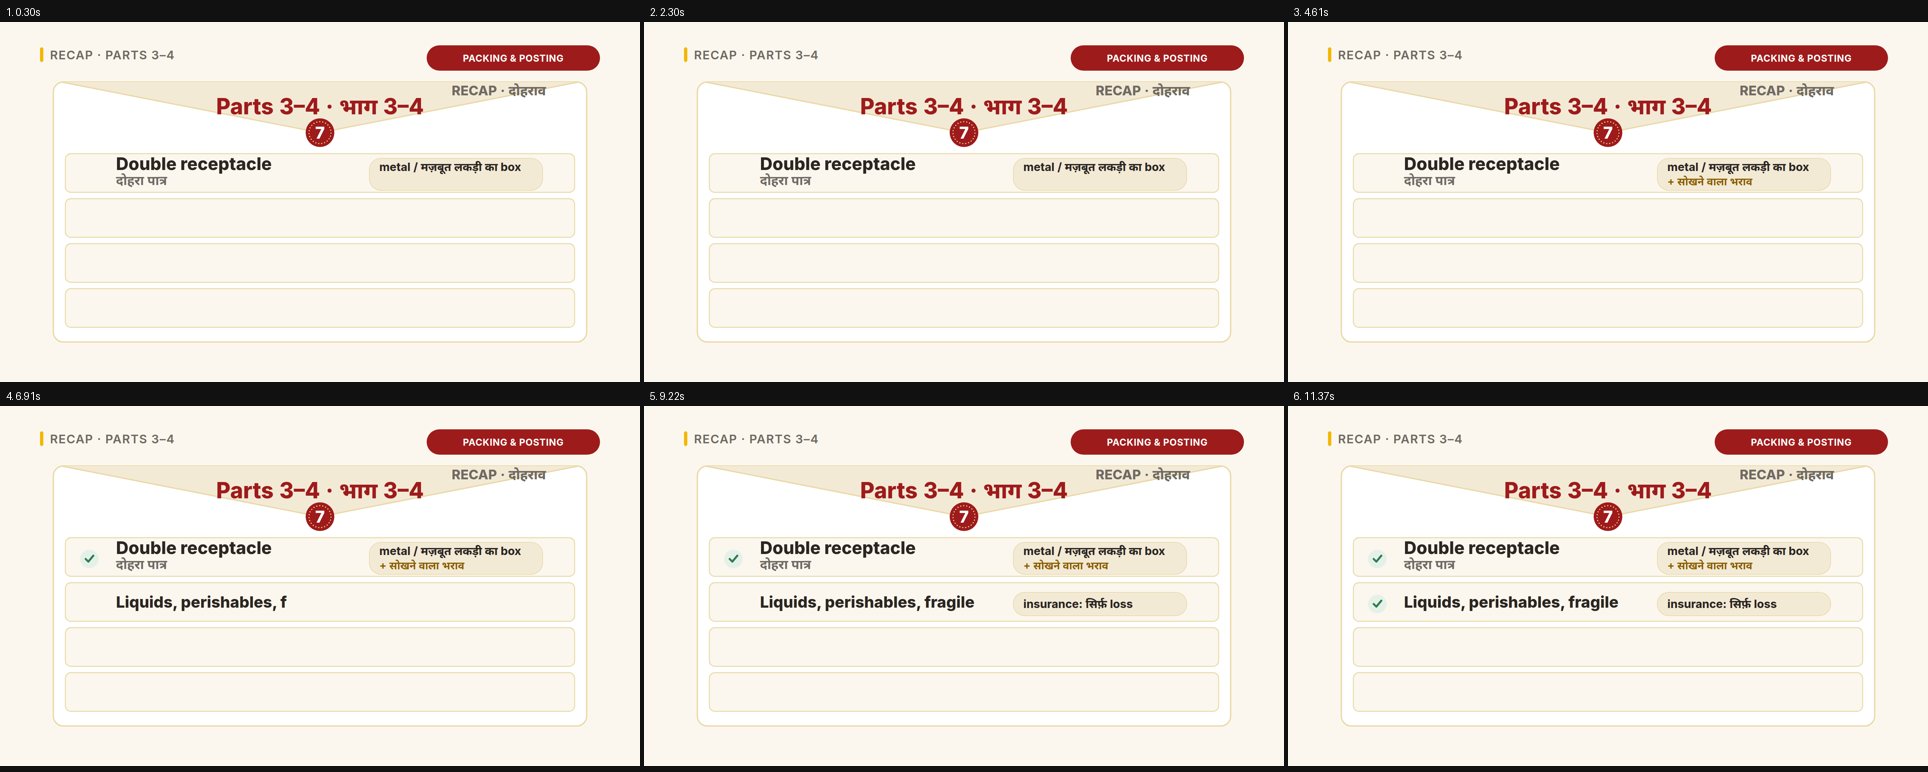 1. 0.30s
RECAP · PARTS 3–4
PACKING & POSTING
RECAP · दोहराव
Parts 3–4 · भाग 3–4
7
Double receptacle
metal / मज़बूत लकड़ी का box
दोहरा पात्र
2. 2.30s
RECAP · PARTS 3–4
PACKING & POSTING
RECAP · दोहराव
Parts 3–4 · भाग 3–4
7
Double receptacle
metal / मज़बूत लकड़ी का box
दोहरा पात्र
3. 4.61s
RECAP · PARTS 3–4
PACKING & POSTING
RECAP · दोहराव
Parts 3–4 · भाग 3–4
7
Double receptacle
metal / मज़बूत लकड़ी का box
दोहरा पात्र
+ सोखने वाला भराव
4. 6.91s
RECAP · PARTS 3–4
PACKING & POSTING
RECAP · दोहराव
Parts 3–4 · भाग 3–4
7
Double receptacle
metal / मज़बूत लकड़ी का box
दोहरा पात्र
+ सोखने वाला भराव
Liquids, perishables, f
5. 9.22s
RECAP · PARTS 3–4
PACKING & POSTING
RECAP · दोहराव
Parts 3–4 · भाग 3–4
7
Double receptacle
metal / मज़बूत लकड़ी का box
दोहरा पात्र
+ सोखने वाला भराव
Liquids, perishables, fragile
insurance: सिर्फ़ loss
6. 11.37s
RECAP · PARTS 3–4
PACKING & POSTING
RECAP · दोहराव
Parts 3–4 · भाग 3–4
7
Double receptacle
metal / मज़बूत लकड़ी का box
दोहरा पात्र
+ सोखने वाला भराव
Liquids, perishables, fragile
insurance: सिर्फ़ loss